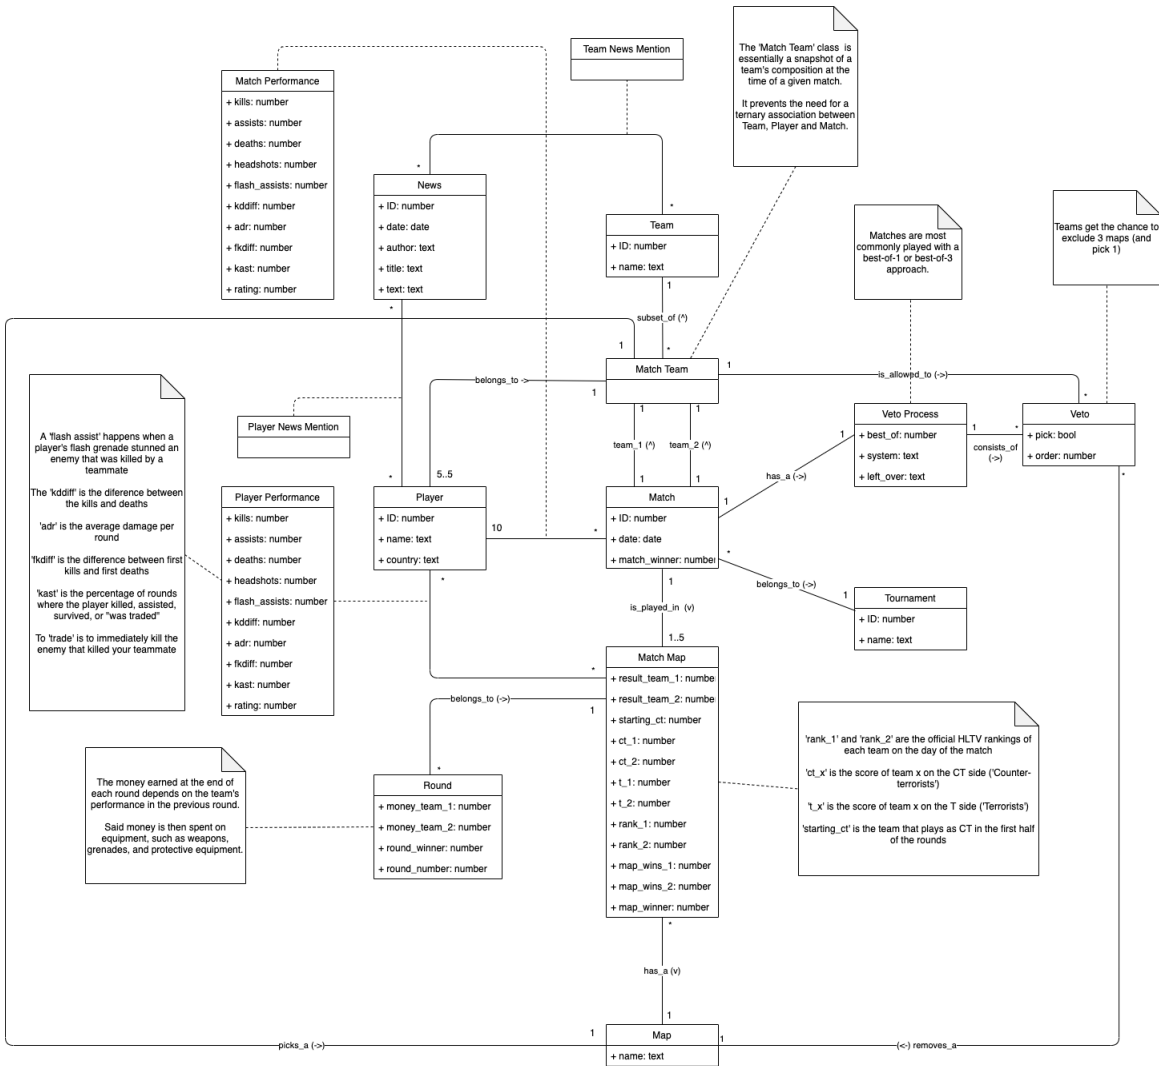 Team News Mention
The 'Match Team' class is
essentially a snapshot of a
team's composition at the
time of a given match.
It prevents the need for a
ternary association between
Team, Player and Match.
Match Performance
+ kills: number
+ assists: number
+ deaths: number
+ headshots: number
+ flash_assists: number
+ kddiff: number
+ adr: number
+ fkdiff: number
+ kast: number
+ rating: number
*
News
+ ID: number
+ date: date
+ author: text
+ title: text
+ text: text
*
*
Team
+ ID: number
+ name: text
1
subset_of (^)
*
Matches are most
commonly played with a
best-of-1 or best-of-3
approach.
Teams get the chance to
exclude 3 maps (and
pick 1)
1
Match Team
1
belongs_to ->
1
is_allowed_to (->)
*
1
1
team_1 (^)
team_2 (^)
1
1
Player News Mention
A 'flash assist' happens when a
player's flash grenade stunned an
enemy that was killed by a
teammate
The 'kddiff' is the diference between
the kills and deaths
'adr' is the average damage per
round
'fkdiff' is the difference between first
kills and first deaths
'kast' is the percentage of rounds
where the player killed, assisted,
survived, or "was traded"
To 'trade' is to immediately kill the
enemy that killed your teammate
Veto Process
+ best_of: number
+ system: text
+ left_over: text
1
*
consists_of
(->)
Veto
+ pick: bool
+ order: number
*
1
has_a (->)
1
*
5..5
Player
+ ID: number
+ name: text
+ country: text
10
*
*
Match
+ ID: number
+ date: date
+ match_winner: number
*
belongs_to (->)
1
Tournament
+ ID: number
+ name: text
Player Performance
+ kills: number
+ assists: number
+ deaths: number
+ headshots: number
+ flash_assists: number
+ kddiff: number
+ adr: number
+ fkdiff: number
+ kast: number
+ rating: number
1
is_played_in (v)
1..5
*
Match Map
+ result_team_1: numbe
+ result_team_2: numbe
+ starting_ct: number
+ ct_1: number
+ ct_2: number
+ t_1: number
+ t_2: number
+ rank_1: number
+ rank_2: number
+ map_wins_1: number
+ map_wins_2: number
+ map_winner: number
belongs_to (->)
1
*
Round
+ money_team_1: number
+ money_team_2: number
+ round_winner: number
+ round_number: number
The money earned at the end of
each round depends on the team's
performance in the previous round.
Said money is then spent on
equipment, such as weapons,
grenades, and protective equipment.
'rank_1' and 'rank_2' are the official HLTV rankings of
each team on the day of the match
'ct_x' is the score of team x on the CT side ('Counter-
terrorists')
't_x' is the score of team x on the T side ('Terrorists')
'starting_ct' is the team that plays as CT in the first half
of the rounds
*
has_a (v)
1
1
Map
+ name: text
1
picks_a (->)
(<-) removes_a